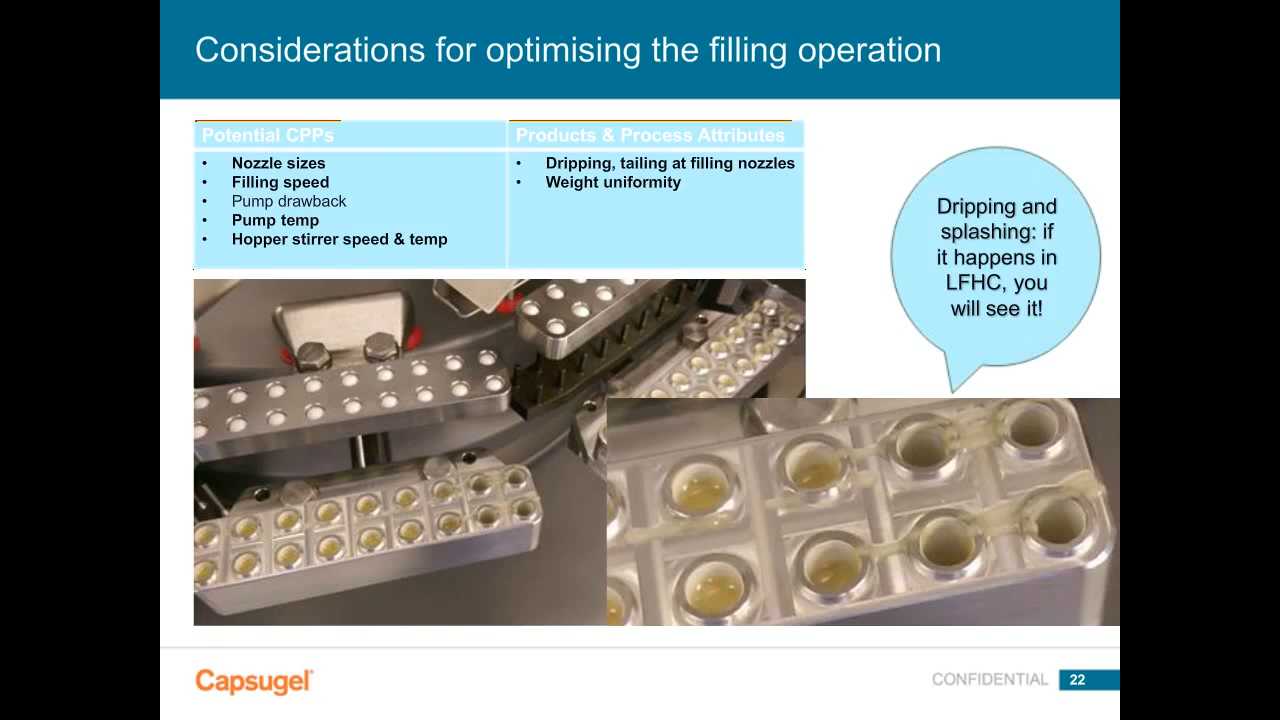 Considerations for optimising the filling operation
Potential CPPs
Products & Process Attributes
• Nozzle sizes
• Filling speed
• Pump drawback
• Pump temp
• Hopper stirrer speed & temp
• Dripping, tailing at filling nozzles
• Weight uniformity
Dripping and
splashing: if
it happens in
LFHC, you
will see it!
Capsugel®
CONFIDENTIAL
22